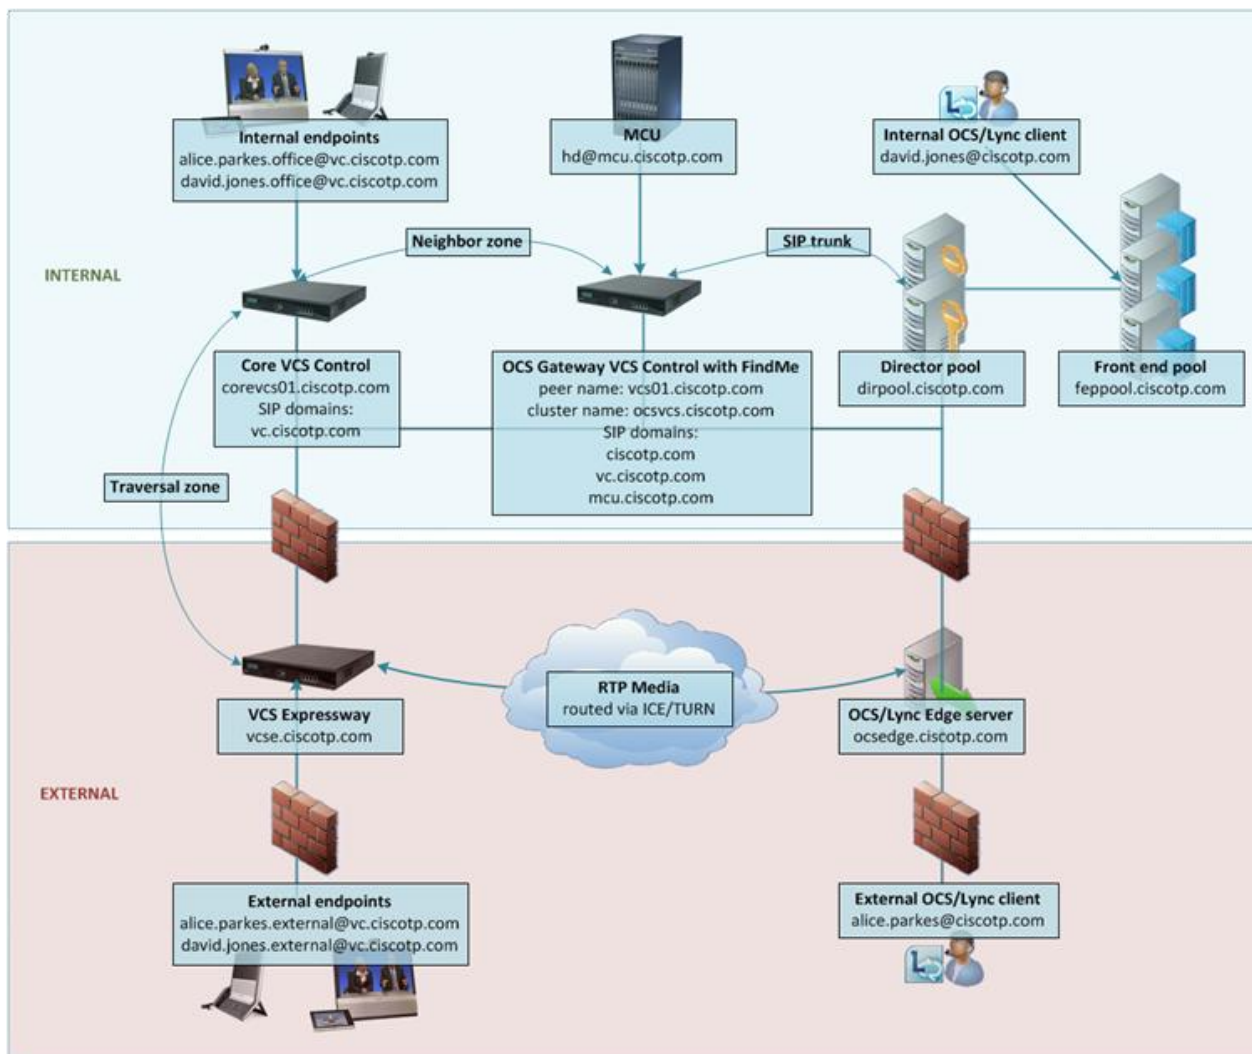 Internal endpoints
alice.parkes.office@vc.ciscotp.com
david.jones.office@vc.ciscotp.com
MCU
hd@mcu.ciscotp.com
Internal OCS/Lync client
david.jones@ciscotp.com
Neighbor zone
SIP trunk
INTERNAL
Core VCS Control
corevcs01.ciscotp.com
SIP domains:
vc.ciscotp.com
OCS Gateway VCS Control with FindMe
peer name: vcs01.ciscotp.com
cluster name: ocsvcs.ciscotp.com
SIP domains:
ciscotp.com
vc.ciscotp.com
mcu.ciscotp.com
Director pool
dirpool.ciscotp.com
Front end pool
feppool.ciscotp.com
Traversal zone
RTP Media
routed via ICE/TURN
VCS Expressway
vcse.ciscotp.com
OCS/Lync Edge server
ocsedge.ciscotp.com
EXTERNAL
External endpoints
alice.parkes.external@vc.ciscotp.com
david.jones.external@vc.ciscotp.com
External OCS/Lync client
alice.parkes@ciscotp.com